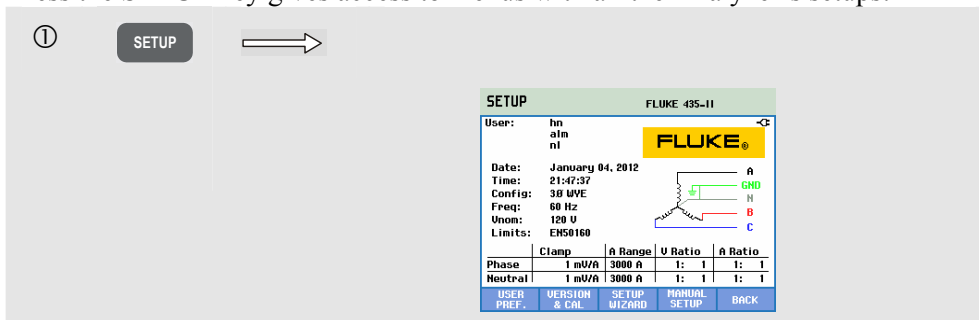 ①
SETUP
SETUP FLUKE 435-II
User: hn
alm
nl
FLUKE®
Date: January 04, 2012
Time: 21:47:37
Config: 3Ø WYE
Freq: 60 Hz
Vnom: 120 V
Limits: EN50160
A
GND
N
B
C
Clamp A Range V Ratio A Ratio
Phase 1 mV/A 3000 A 1: 1 1: 1
Neutral 1 mV/A 3000 A 1: 1 1: 1
USER PREF. VERSION & CAL SETUP WIZARD MANUAL SETUP BACK